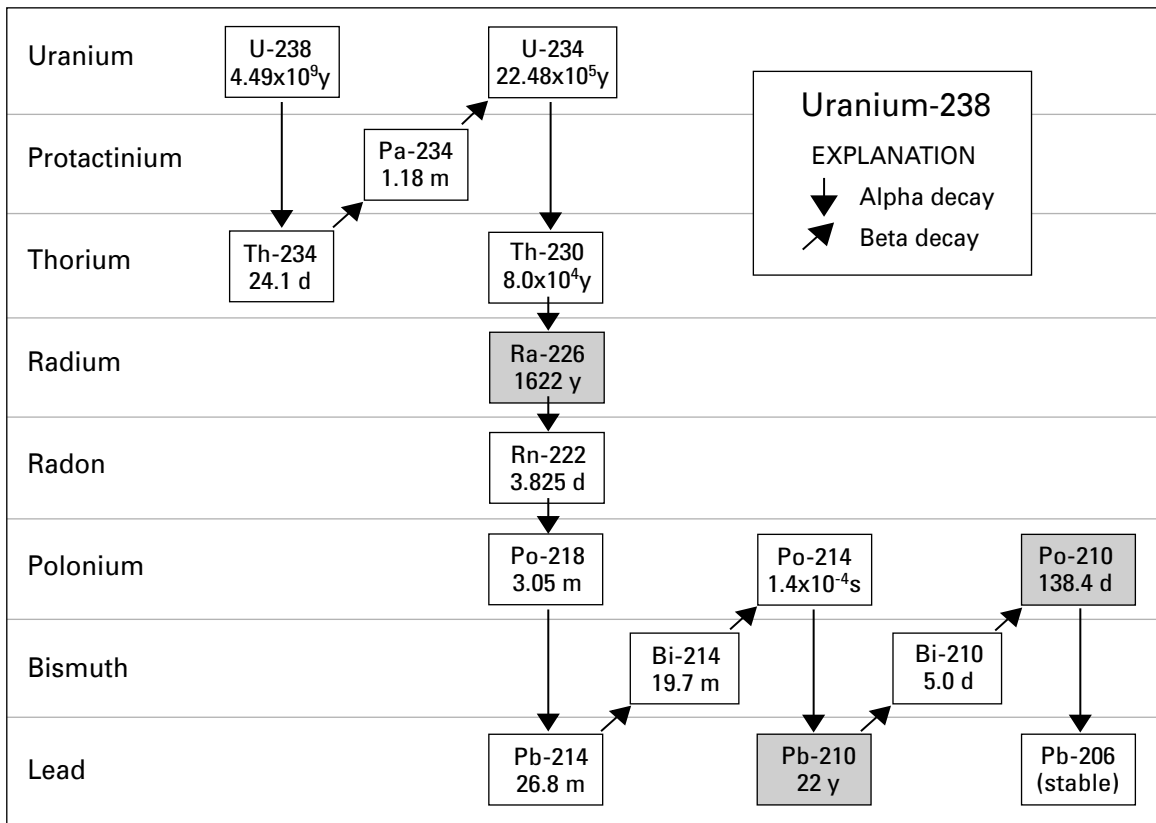 Uranium
U-238
4.49x10⁹y
U-234
22.48x10⁵y
Uranium-238
EXPLANATION
Alpha decay
Beta decay
Protactinium
Pa-234
1.18 m
Thorium
Th-234
24.1 d
Th-230
8.0x10⁴y
Radium
Ra-226
1622 y
Radon
Rn-222
3.825 d
Polonium
Po-218
3.05 m
Po-214
1.4x10⁻⁴s
Po-210
138.4 d
Bismuth
Bi-214
19.7 m
Bi-210
5.0 d
Lead
Pb-214
26.8 m
Pb-210
22 y
Pb-206
(stable)